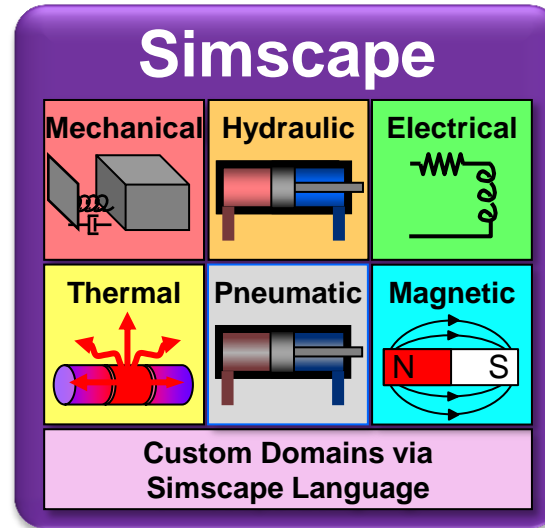 Simscape
Mechanical
Hydraulic
Electrical
Thermal
Pneumatic
Magnetic
N
S
Custom Domains via
Simscape Language